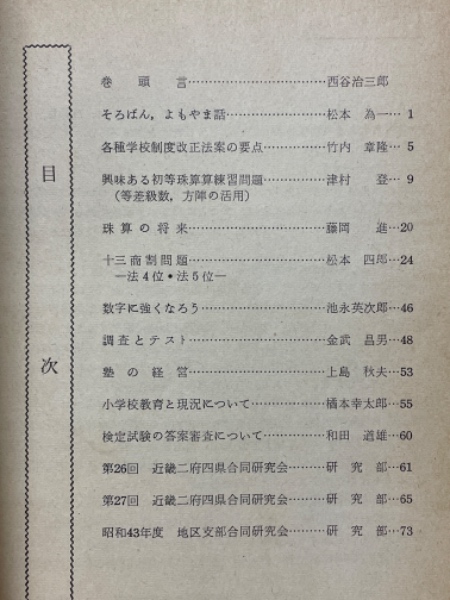 目次
巻頭言……………………………西谷治三郎
そろばん，よもやま話……………………松本 為一… 1
各種学校制度改正法案の要点……………竹内 章隆… 5
興味ある初等珠算算練習問題……………津村 登… 9
（等差級数，方陣の活用）
珠算の将来………………………………藤岡 進…20
十三商割問題……………………………松本 四郎…24
―法4位・法5位―
数字に強くなろう…………………………池永英次郎…46
調査とテスト………………………………金武 昌男…48
塾の経営…………………………………上島 秋夫…53
小学校教育と現況について………………橋本幸太郎…55
検定試験の答案審査について……………和田 道雄…60
第26回 近畿二府四県合同研究会………研究部…61
第27回 近畿二府四県合同研究会………研究部…65
昭和43年度 地区支部合同研究会………研究部…73